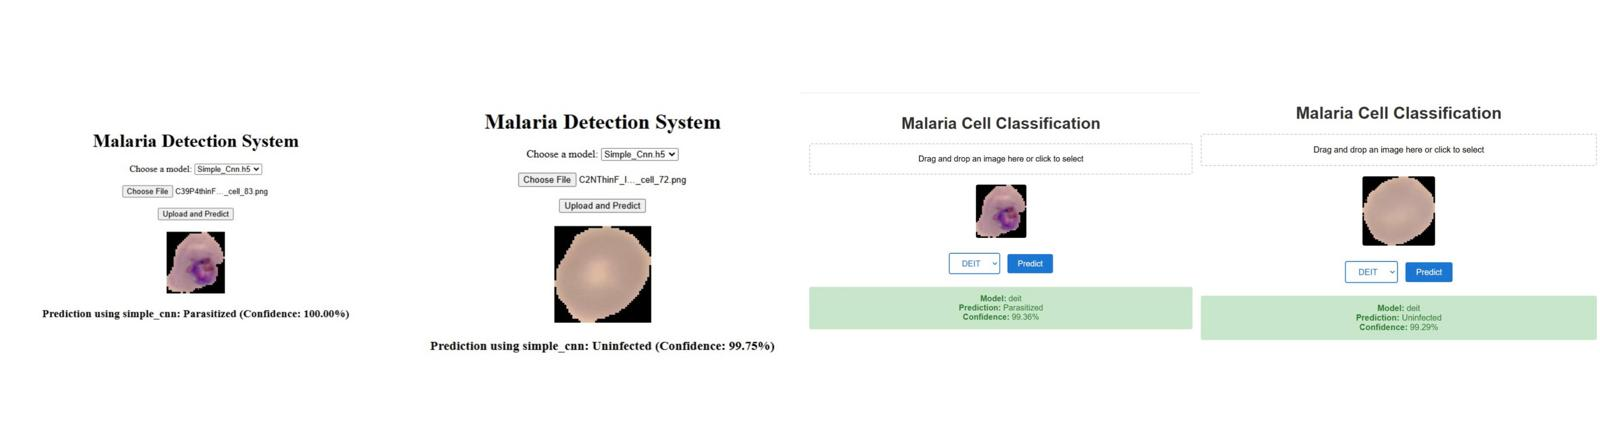 Malaria Detection System
Choose a model: Simple_Cnn.h5
Choose File C39P4thinF..._cell_83.png
Upload and Predict
Prediction using simple_cnn: Parasitized (Confidence: 100.00%)
Malaria Detection System
Choose a model: Simple_Cnn.h5
Choose File C2NThinF_I..._cell_72.png
Upload and Predict
Prediction using simple_cnn: Uninfected (Confidence: 99.75%)
Malaria Cell Classification
Drag and drop an image here or click to select
DEIT Predict
Model: deit
Prediction: Parasitized
Confidence: 99.36%
Malaria Cell Classification
Drag and drop an image here or click to select
DEIT Predict
Model: deit
Prediction: Uninfected
Confidence: 99.29%